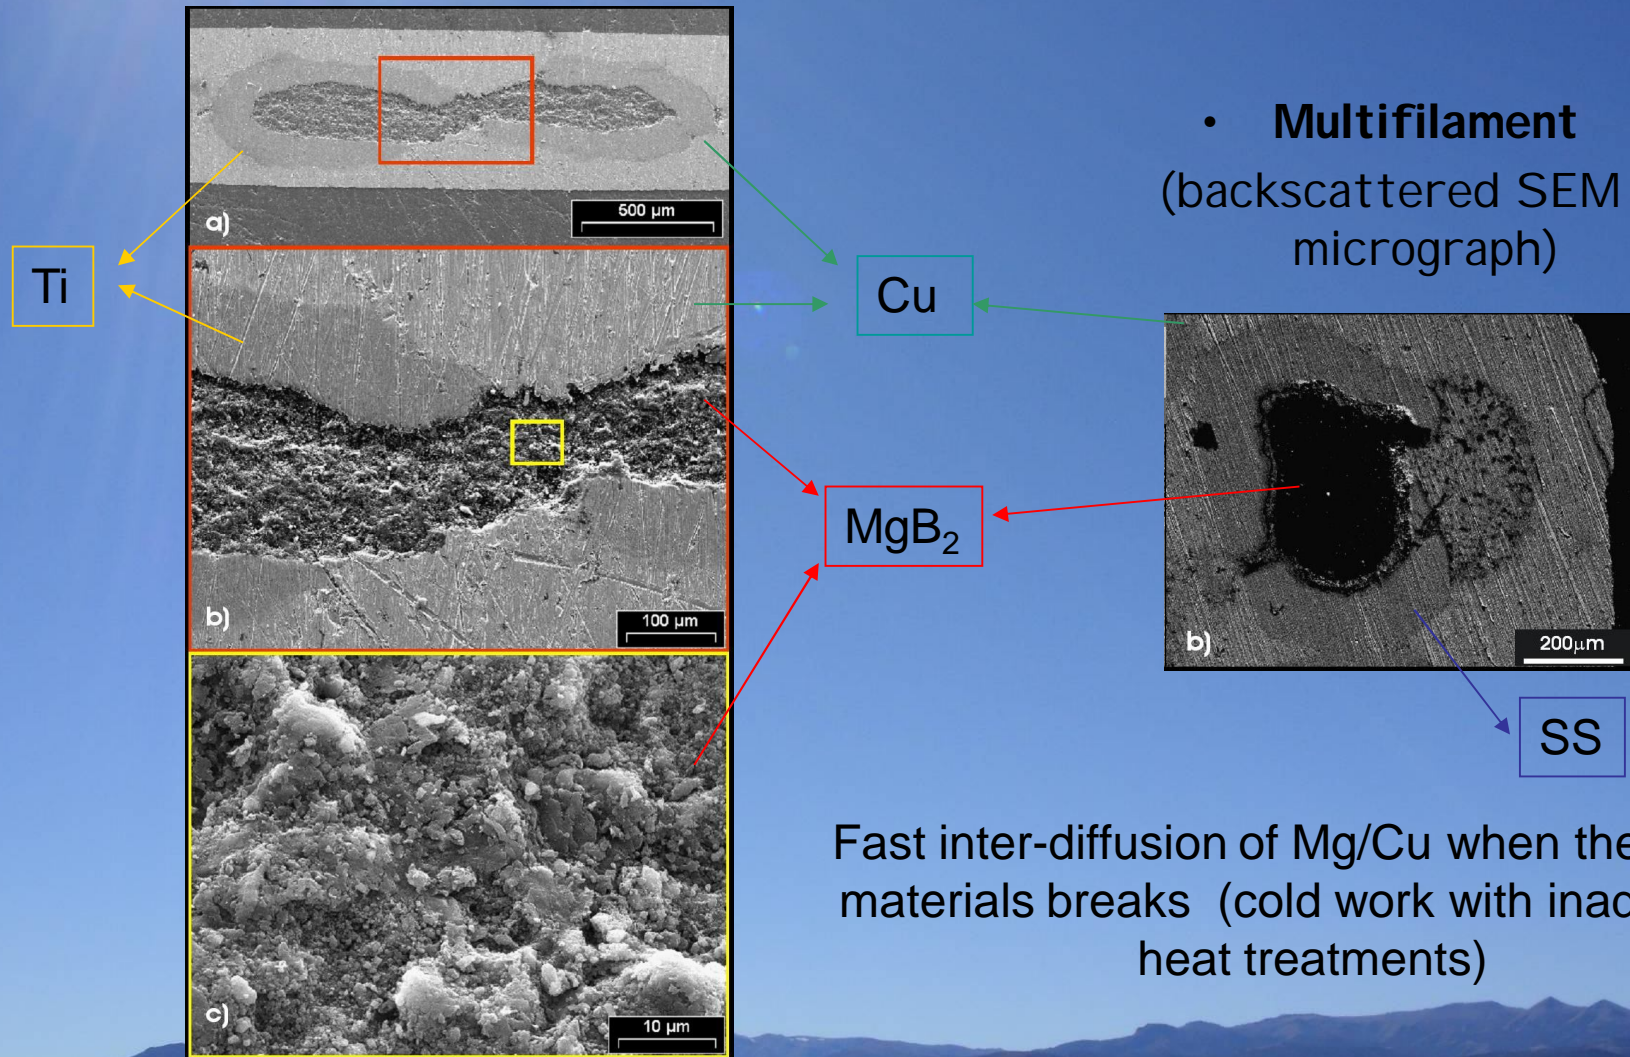 a)
500 µm
Ti
b)
100 µm
c)
10 µm
Cu
MgB₂
• Multifilament
(backscattered SEM
micrograph)
b)
200µm
SS
Fast inter-diffusion of Mg/Cu when the
materials breaks (cold work with
heat treatments)